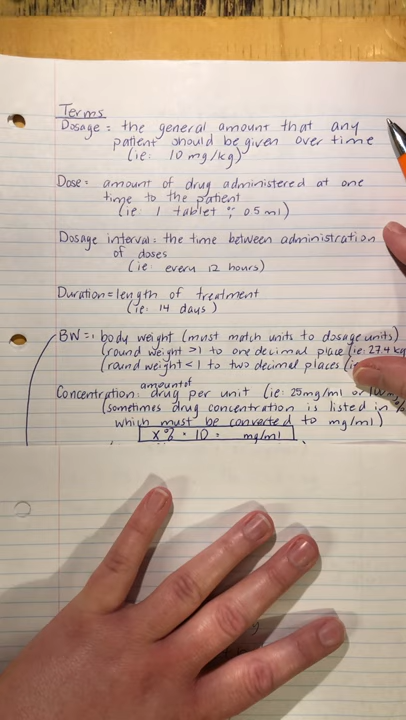 Terms
Dosage = the general amount that any
patient should be given over time
(ie: 10 mg/kg)
Dose = amount of drug administered at one
time to the patient
(ie: 1 tablet ; 0.5 ml)
Dosage interval = the time between administration
of doses
(ie: every 12 hours)
Duration = length of treatment
(ie: 14 days)
BW = body weight (must match units to dosage units)
(round weight >1 to one decimal place (ie: 27.4 kg
(round weight <1 to two decimal places
Concentration: amount of drug per unit (ie: 25mg/ml or
(sometimes drug concentration is listed in %
which must be converted to mg/ml)
x% · 10 = mg/ml